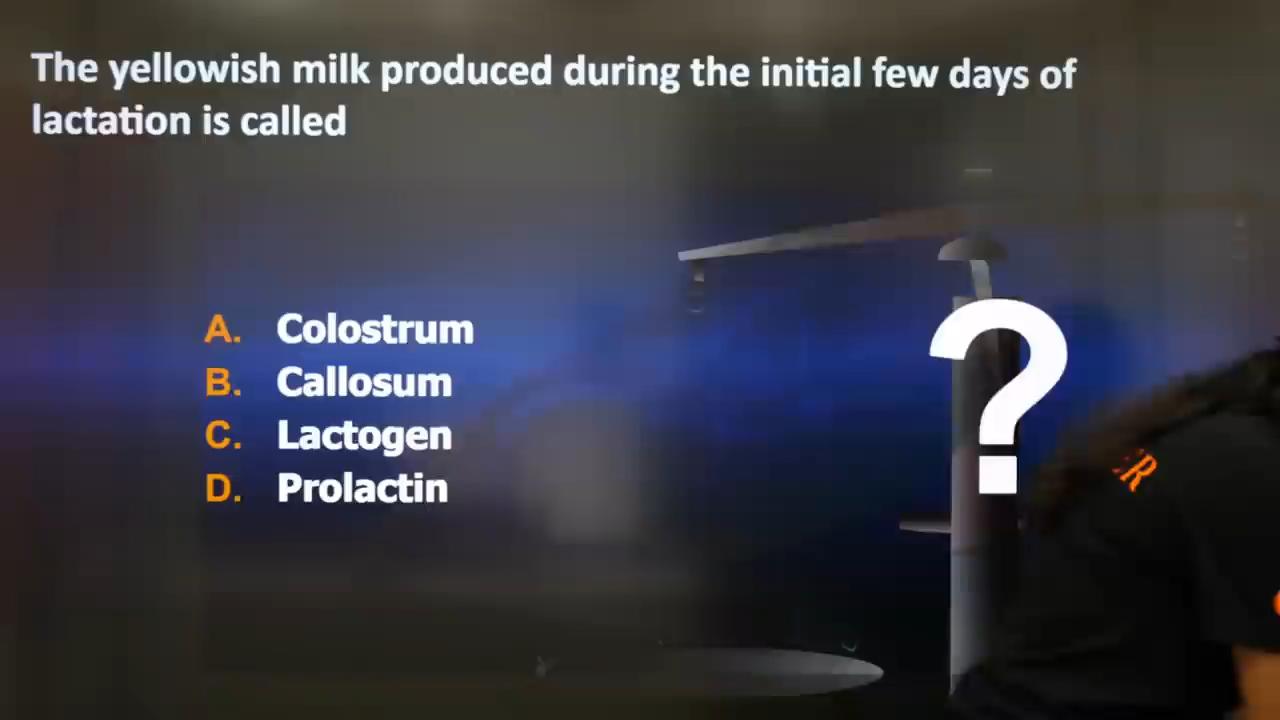 The yellowish milk produced during the initial few days of
lactation is called
A. Colostrum
B. Callosum
C. Lactogen
D. Prolactin
?